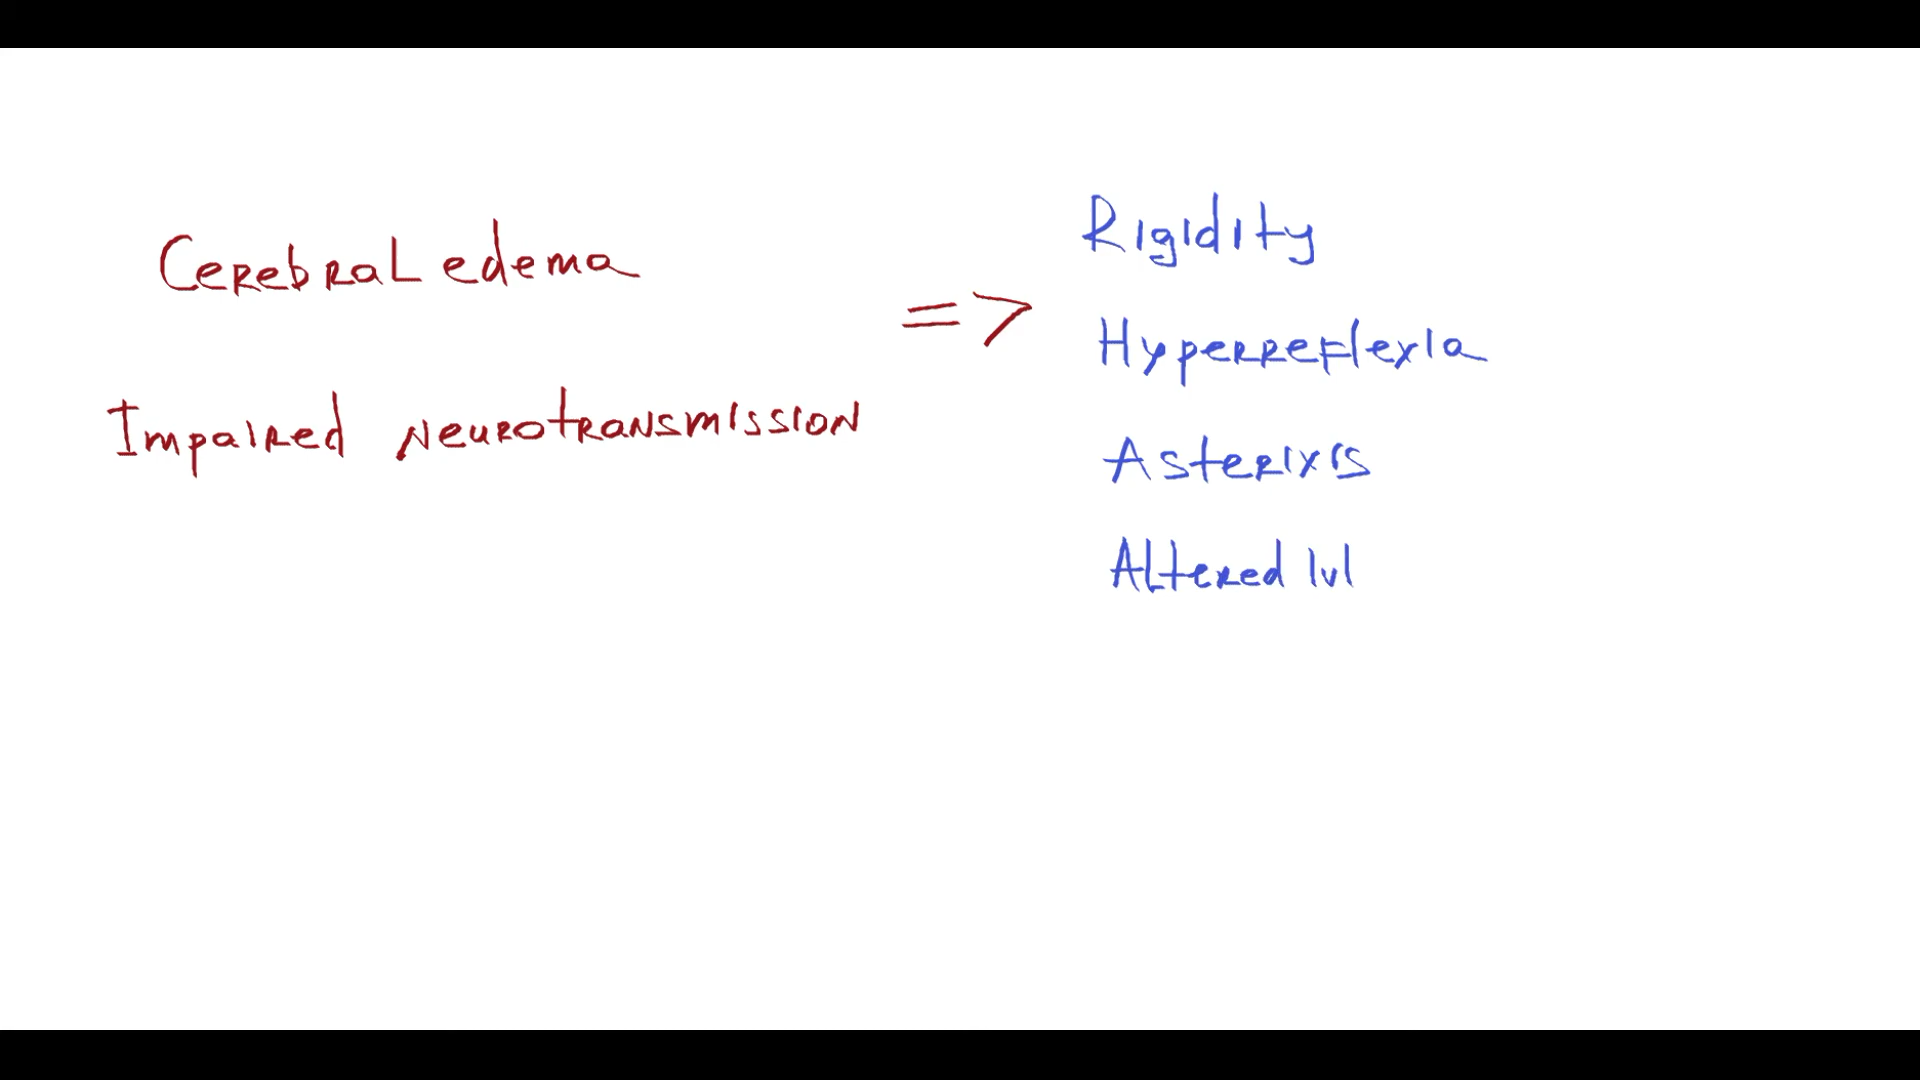 Cerebral edema
Impaired neurotransmission
=>
Rigidity
Hyperreflexia
Asterixis
Altered lvl